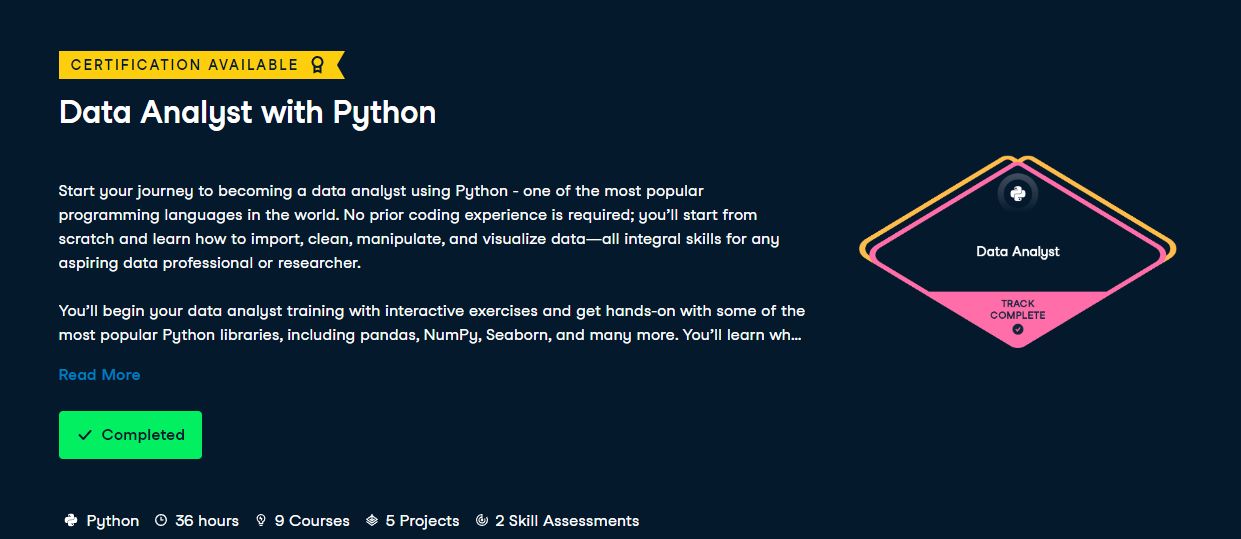 CERTIFICATION AVAILABLE
Data Analyst with Python
Start your journey to becoming a data analyst using Python - one of the most popular
programming languages in the world. No prior coding experience is required; you’ll start from
scratch and learn how to import, clean, manipulate, and visualize data—all integral skills for any
aspiring data professional or researcher.
You’ll begin your data analyst training with interactive exercises and get hands-on with some of the
most popular Python libraries, including pandas, NumPy, Seaborn, and many more. You’ll learn wh...
Read More
Completed
Python 36 hours 9 Courses 5 Projects 2 Skill Assessments
Data Analyst
TRACK
COMPLETE